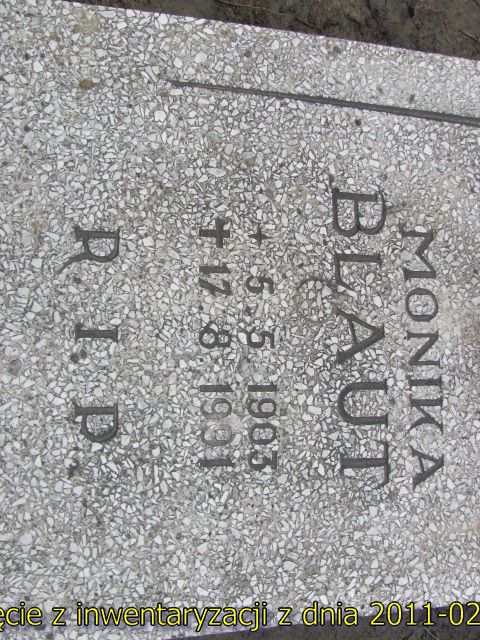 MONIKA
BLAUT
+ 5. 5. 1903
✝ 17. 8. 1991
R. I. P.
ęcie z inwentaryzacji z dnia 2011-02